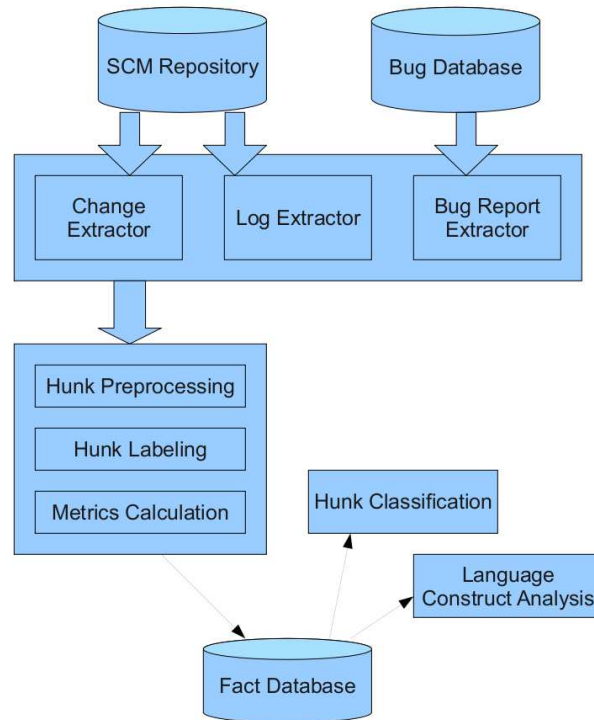 SCM Repository
Bug Database
Change
Extractor
Log Extractor
Bug Report
Extractor
Hunk Preprocessing
Hunk Labeling
Metrics Calculation
Hunk Classification
Language
Construct Analysis
Fact Database